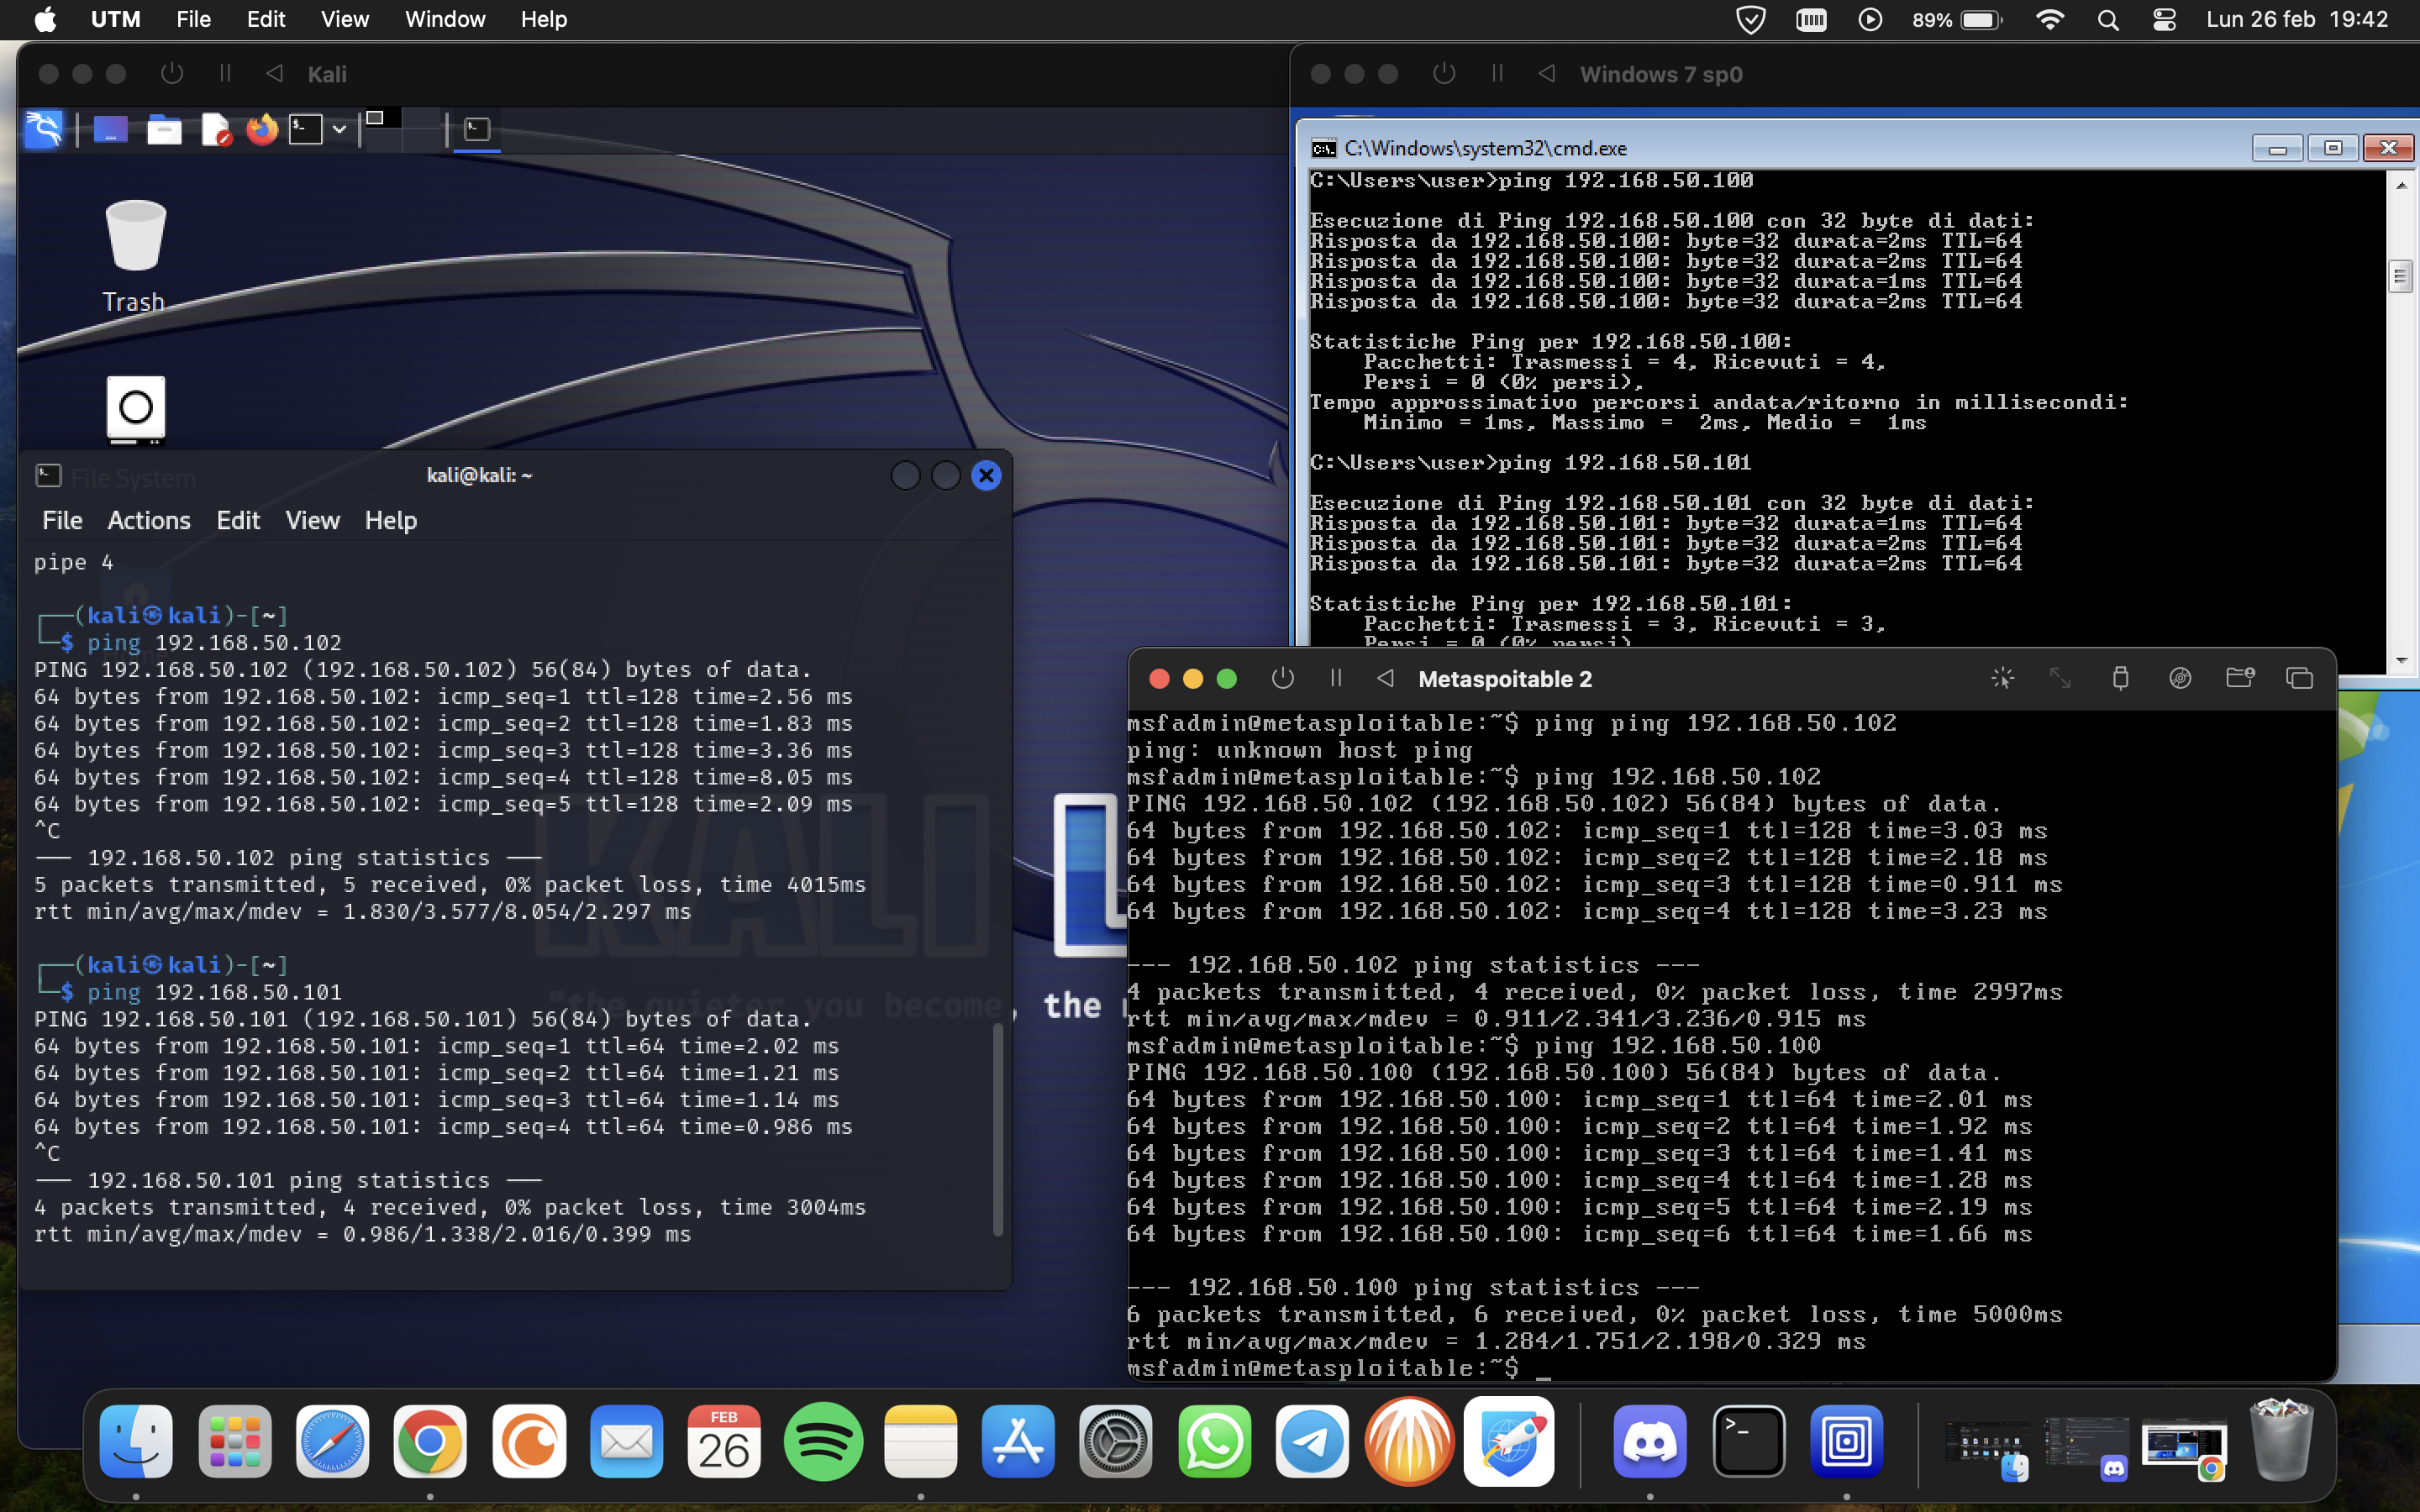 UTM File Edit View Window Help
89% Lun 26 feb 19:42
Kali
Trash
File System
kali@kali: ~
File Actions Edit View Help
pipe 4
┌──(kali㉿kali)-[~]
└─$ ping 192.168.50.102
PING 192.168.50.102 (192.168.50.102) 56(84) bytes of data.
64 bytes from 192.168.50.102: icmp_seq=1 ttl=128 time=2.56 ms
64 bytes from 192.168.50.102: icmp_seq=2 ttl=128 time=1.83 ms
64 bytes from 192.168.50.102: icmp_seq=3 ttl=128 time=3.36 ms
64 bytes from 192.168.50.102: icmp_seq=4 ttl=128 time=8.05 ms
64 bytes from 192.168.50.102: icmp_seq=5 ttl=128 time=2.09 ms
^C
--- 192.168.50.102 ping statistics ---
5 packets transmitted, 5 received, 0% packet loss, time 4015ms
rtt min/avg/max/mdev = 1.830/3.577/8.054/2.297 ms
┌──(kali㉿kali)-[~]
└─$ ping 192.168.50.101
PING 192.168.50.101 (192.168.50.101) 56(84) bytes of data.
64 bytes from 192.168.50.101: icmp_seq=1 ttl=64 time=2.02 ms
64 bytes from 192.168.50.101: icmp_seq=2 ttl=64 time=1.21 ms
64 bytes from 192.168.50.101: icmp_seq=3 ttl=64 time=1.14 ms
64 bytes from 192.168.50.101: icmp_seq=4 ttl=64 time=0.986 ms
^C
--- 192.168.50.101 ping statistics ---
4 packets transmitted, 4 received, 0% packet loss, time 3004ms
rtt min/avg/max/mdev = 0.986/1.338/2.016/0.399 ms
KALI L
"the quieter you become, the
Windows 7 sp0
C:\Windows\system32\cmd.exe
C:\Users\user>ping 192.168.50.100
Esecuzione di Ping 192.168.50.100 con 32 byte di dati:
Risposta da 192.168.50.100: byte=32 durata=2ms TTL=64
Risposta da 192.168.50.100: byte=32 durata=2ms TTL=64
Risposta da 192.168.50.100: byte=32 durata=1ms TTL=64
Risposta da 192.168.50.100: byte=32 durata=2ms TTL=64
Statistiche Ping per 192.168.50.100:
Pacchetti: Trasmessi = 4, Ricevuti = 4,
Persi = 0 (0% persi),
Tempo approssimativo percorsi andata/ritorno in millisecondi:
Minimo = 1ms, Massimo =  2ms, Medio =  1ms
C:\Users\user>ping 192.168.50.101
Esecuzione di Ping 192.168.50.101 con 32 byte di dati:
Risposta da 192.168.50.101: byte=32 durata=1ms TTL=64
Risposta da 192.168.50.101: byte=32 durata=2ms TTL=64
Risposta da 192.168.50.101: byte=32 durata=2ms TTL=64
Statistiche Ping per 192.168.50.101:
Pacchetti: Trasmessi = 3, Ricevuti = 3,
Persi = 0 (0% persi)
Metaspoitable 2
msfadmin@metasploitable:~$ ping ping 192.168.50.102
ping: unknown host ping
msfadmin@metasploitable:~$ ping 192.168.50.102
PING 192.168.50.102 (192.168.50.102) 56(84) bytes of data.
64 bytes from 192.168.50.102: icmp_seq=1 ttl=128 time=3.03 ms
64 bytes from 192.168.50.102: icmp_seq=2 ttl=128 time=2.18 ms
64 bytes from 192.168.50.102: icmp_seq=3 ttl=128 time=0.911 ms
64 bytes from 192.168.50.102: icmp_seq=4 ttl=128 time=3.23 ms
--- 192.168.50.102 ping statistics ---
4 packets transmitted, 4 received, 0% packet loss, time 2997ms
rtt min/avg/max/mdev = 0.911/2.341/3.236/0.915 ms
msfadmin@metasploitable:~$ ping 192.168.50.100
PING 192.168.50.100 (192.168.50.100) 56(84) bytes of data.
64 bytes from 192.168.50.100: icmp_seq=1 ttl=64 time=2.01 ms
64 bytes from 192.168.50.100: icmp_seq=2 ttl=64 time=1.92 ms
64 bytes from 192.168.50.100: icmp_seq=3 ttl=64 time=1.41 ms
64 bytes from 192.168.50.100: icmp_seq=4 ttl=64 time=1.28 ms
64 bytes from 192.168.50.100: icmp_seq=5 ttl=64 time=2.19 ms
64 bytes from 192.168.50.100: icmp_seq=6 ttl=64 time=1.66 ms
--- 192.168.50.100 ping statistics ---
6 packets transmitted, 6 received, 0% packet loss, time 5000ms
rtt min/avg/max/mdev = 1.284/1.751/2.198/0.329 ms
msfadmin@metasploitable:~$ _
FEB
26